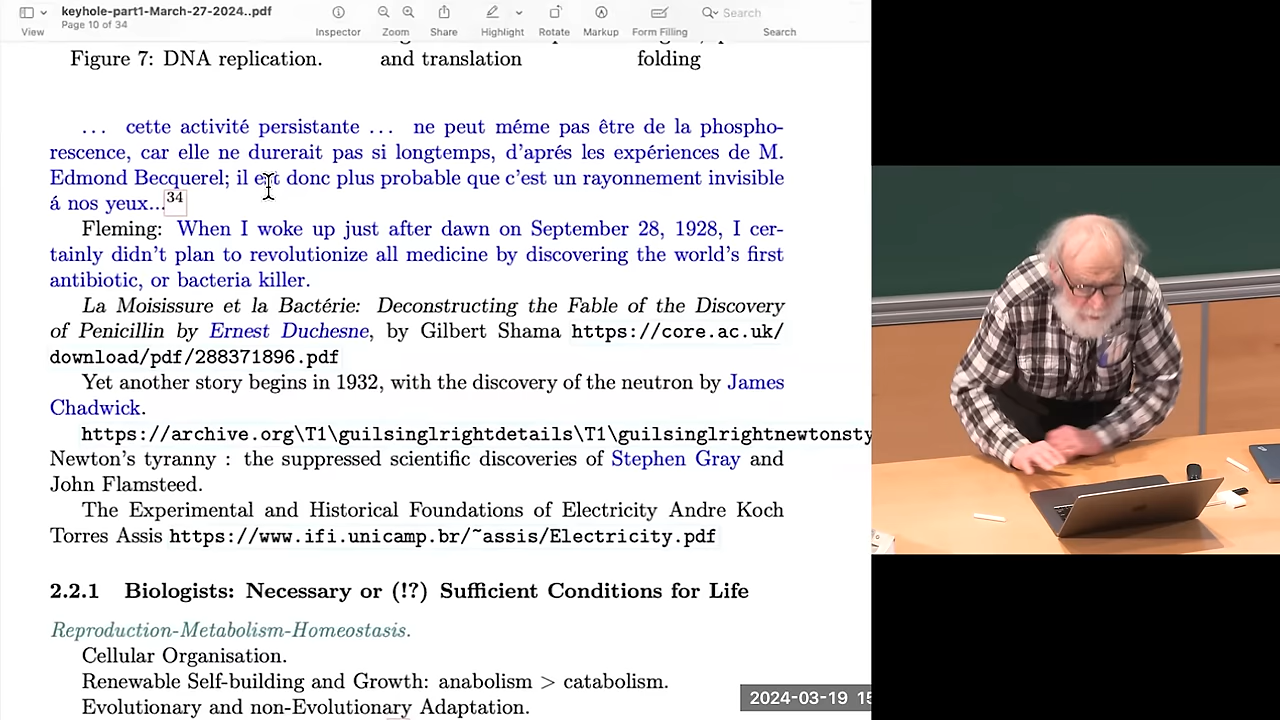 keyhole-part1-March-27-2024..pdf
Page 10 of 34
View
Inspector
Zoom
Share
Highlight
Rotate
Markup
Form Filling
Search
Search
Figure 7: DNA replication.
and translation
folding
... cette activité persistante ... ne peut méme pas être de la phospho-
rescence, car elle ne durerait pas si longtemps, d'aprés les expériences de M.
Edmond Becquerel; il est donc plus probable que c'est un rayonnement invisible
á nos yeux...34
Fleming: When I woke up just after dawn on September 28, 1928, I cer-
tainly didn't plan to revolutionize all medicine by discovering the world's first
antibiotic, or bacteria killer.
La Moisissure et la Bactérie: Deconstructing the Fable of the Discovery
of Penicillin by Ernest Duchesne, by Gilbert Shama https://core.ac.uk/
download/pdf/288371896.pdf
Yet another story begins in 1932, with the discovery of the neutron by James
Chadwick.
https://archive.org\T1\guilsinglrightdetails\T1\guilsinglrightnewtonsty
Newton's tyranny : the suppressed scientific discoveries of Stephen Gray and
John Flamsteed.
The Experimental and Historical Foundations of Electricity Andre Koch
Torres Assis https://www.ifi.unicamp.br/~assis/Electricity.pdf
2.2.1 Biologists: Necessary or (!?) Sufficient Conditions for Life
Reproduction-Metabolism-Homeostasis.
Cellular Organisation.
Renewable Self-building and Growth: anabolism > catabolism.
Evolutionary and non-Evolutionary Adaptation.
2024-03-19